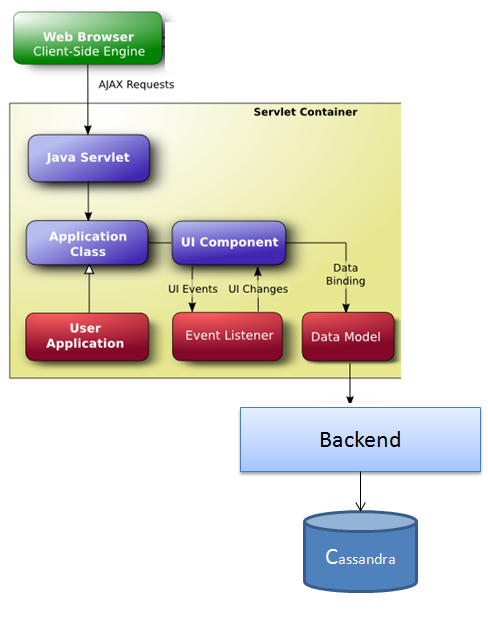 Web Browser
Client-Side Engine
AJAX Requests
Servlet Container
Java Servlet
Application
Class
UI Component
Data
Binding
UI Events
UI Changes
User
Application
Event Listener
Data Model
Backend
Cassandra